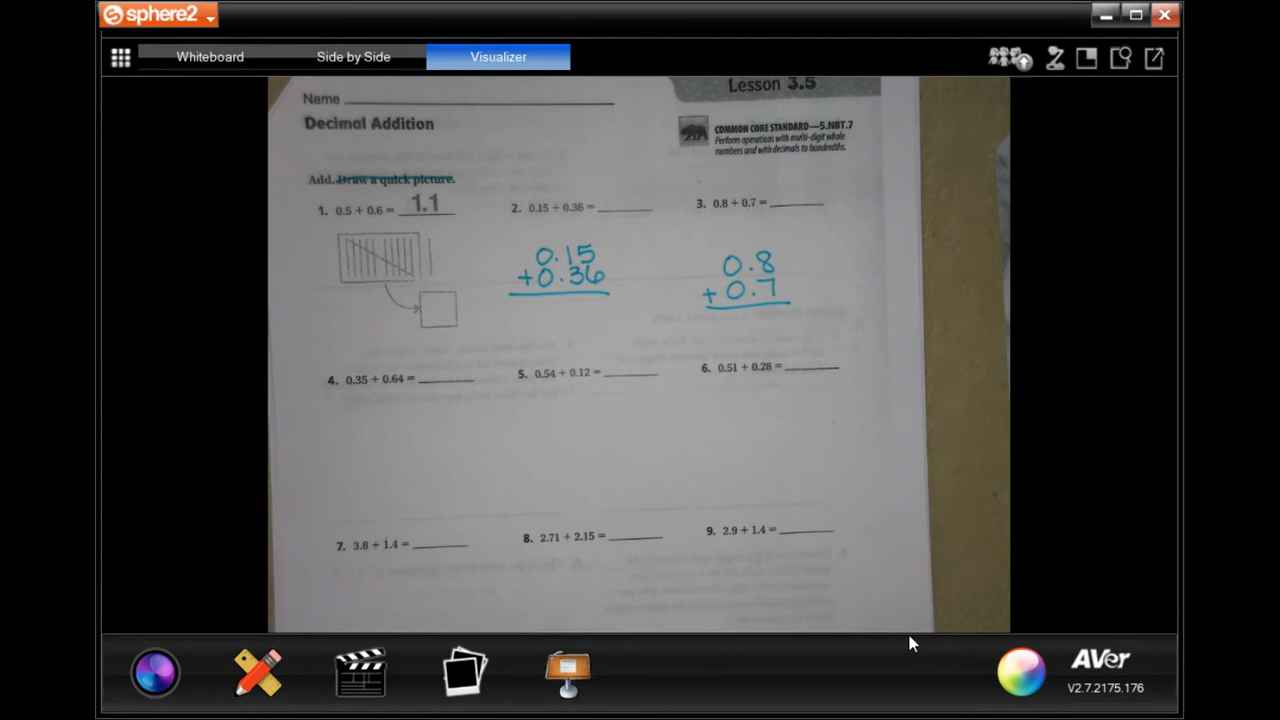 sphere2
Whiteboard Side by Side Visualizer
Lesson 3.5
Name
Decimal Addition
COMMON CORE STANDARD—5.NBT.7
Perform operations with multi-digit whole
numbers and with decimals to hundredths.
Add. Draw a quick picture.
1. 0.5 + 0.6 = 1.1
2. 0.15 + 0.36 =
3. 0.8 + 0.7 =
0.15
+0.36
0.8
+ 0.7
4. 0.35 + 0.64 =
5. 0.54 + 0.12 =
6. 0.51 + 0.28 =
7. 3.8 + 1.4 =
8. 2.71 + 2.15 =
9. 2.9 + 1.4 =
AVer
V2.7.2175.176